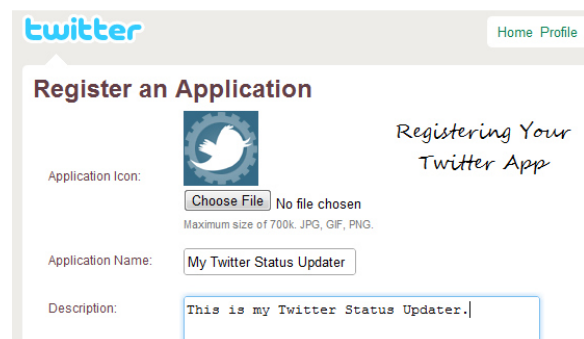 twitter
Home Profile
Register an Application
Registering Your
Twitter App
Application Icon:
Choose File No file chosen
Maximum size of 700k. JPG, GIF, PNG.
Application Name: My Twitter Status Updater
Description: This is my Twitter Status Updater.